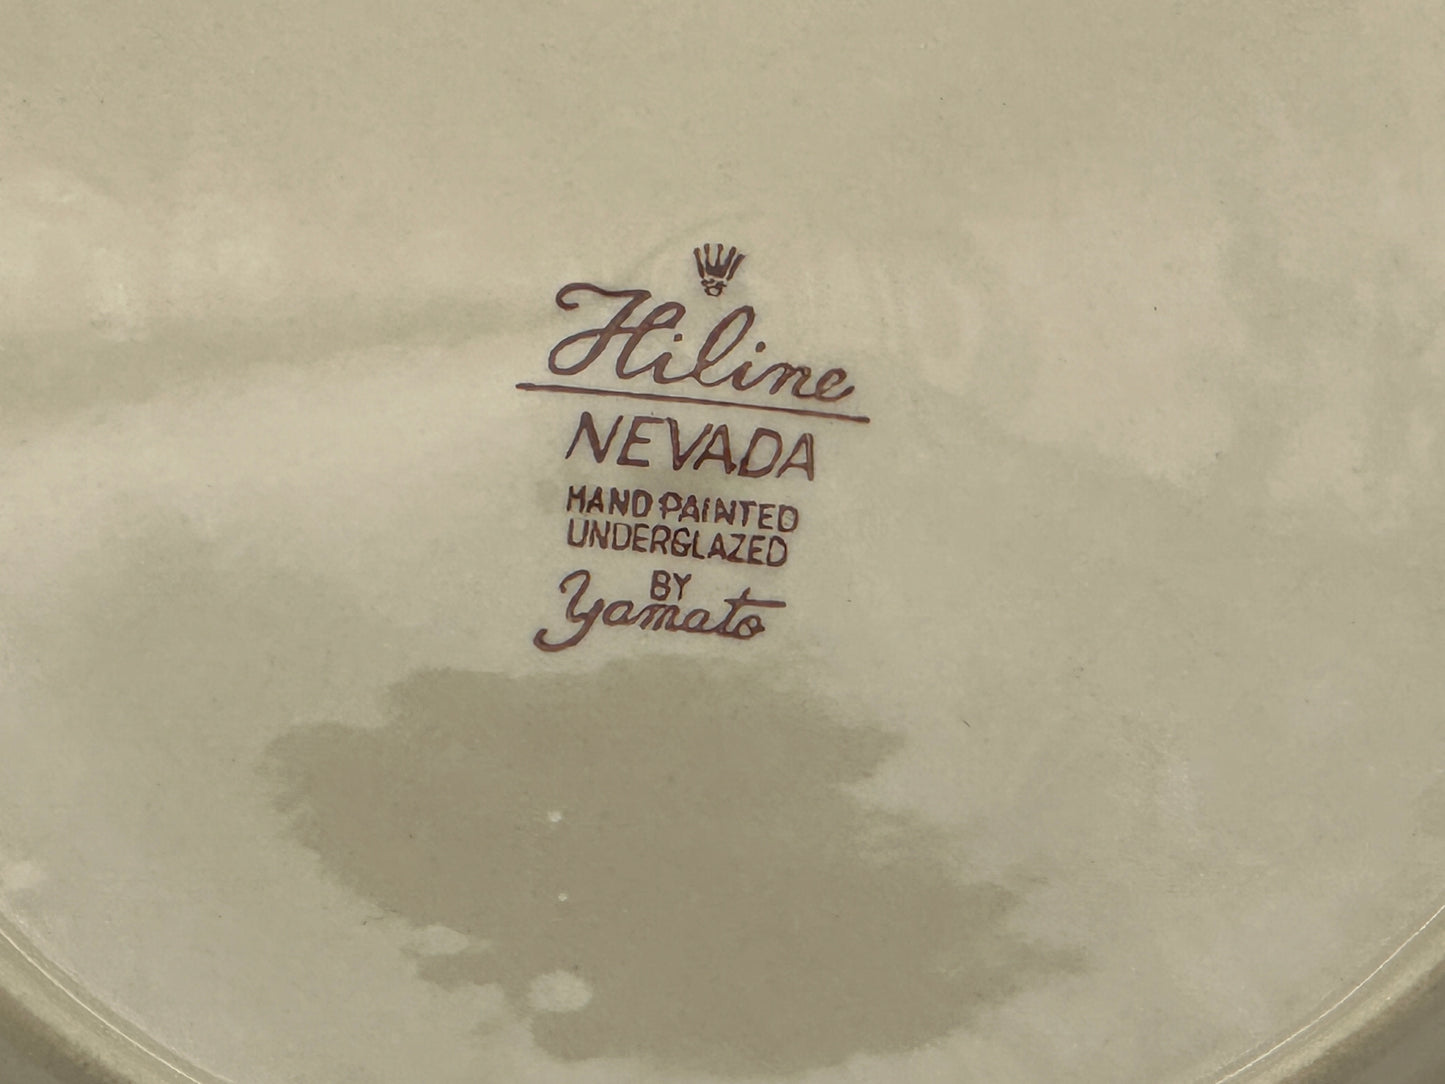 Hiline
NEVADA
HAND PAINTED
UNDERGLAZED
BY
Yamato